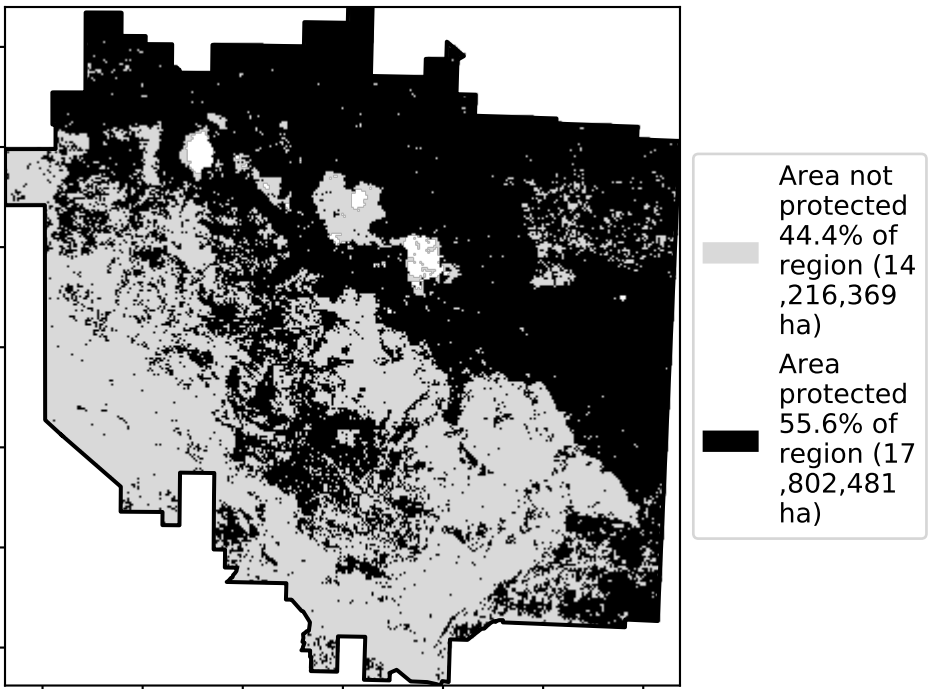 Area not
protected
44.4% of
region (14
,216,369
ha)
Area
protected
55.6% of
region (17
,802,481
ha)